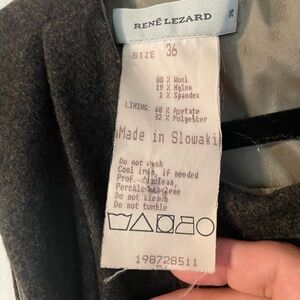 RENÉ LEZARD
36
SIZE 36
80 % Wool
19 % Nylon
1 % Spandex
LINING: 68 % Acetate
32 % Polyester
Made in Slowaki
Do not wash
Cool iron, if needed
Prof. dryclean,
Perchlorethylene
Do not bleach
Do not tumble
198728511